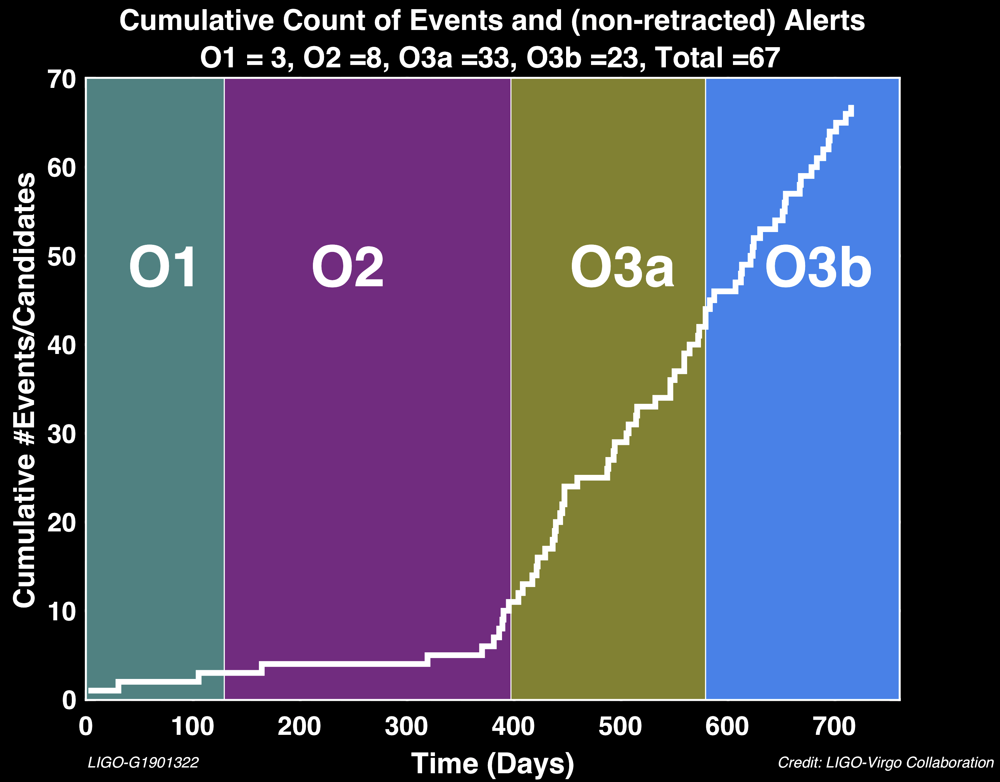 Cumulative Count of Events and (non-retracted) Alerts
O1 = 3, O2 =8, O3a =33, O3b =23, Total =67
Cumulative #Events/Candidates
70
60
50
40
30
20
10
0
O1
O2
O3a
O3b
0 100 200 300 400 500 600 700
Time (Days)
LIGO-G1901322
Credit: LIGO-Virgo Collaboration